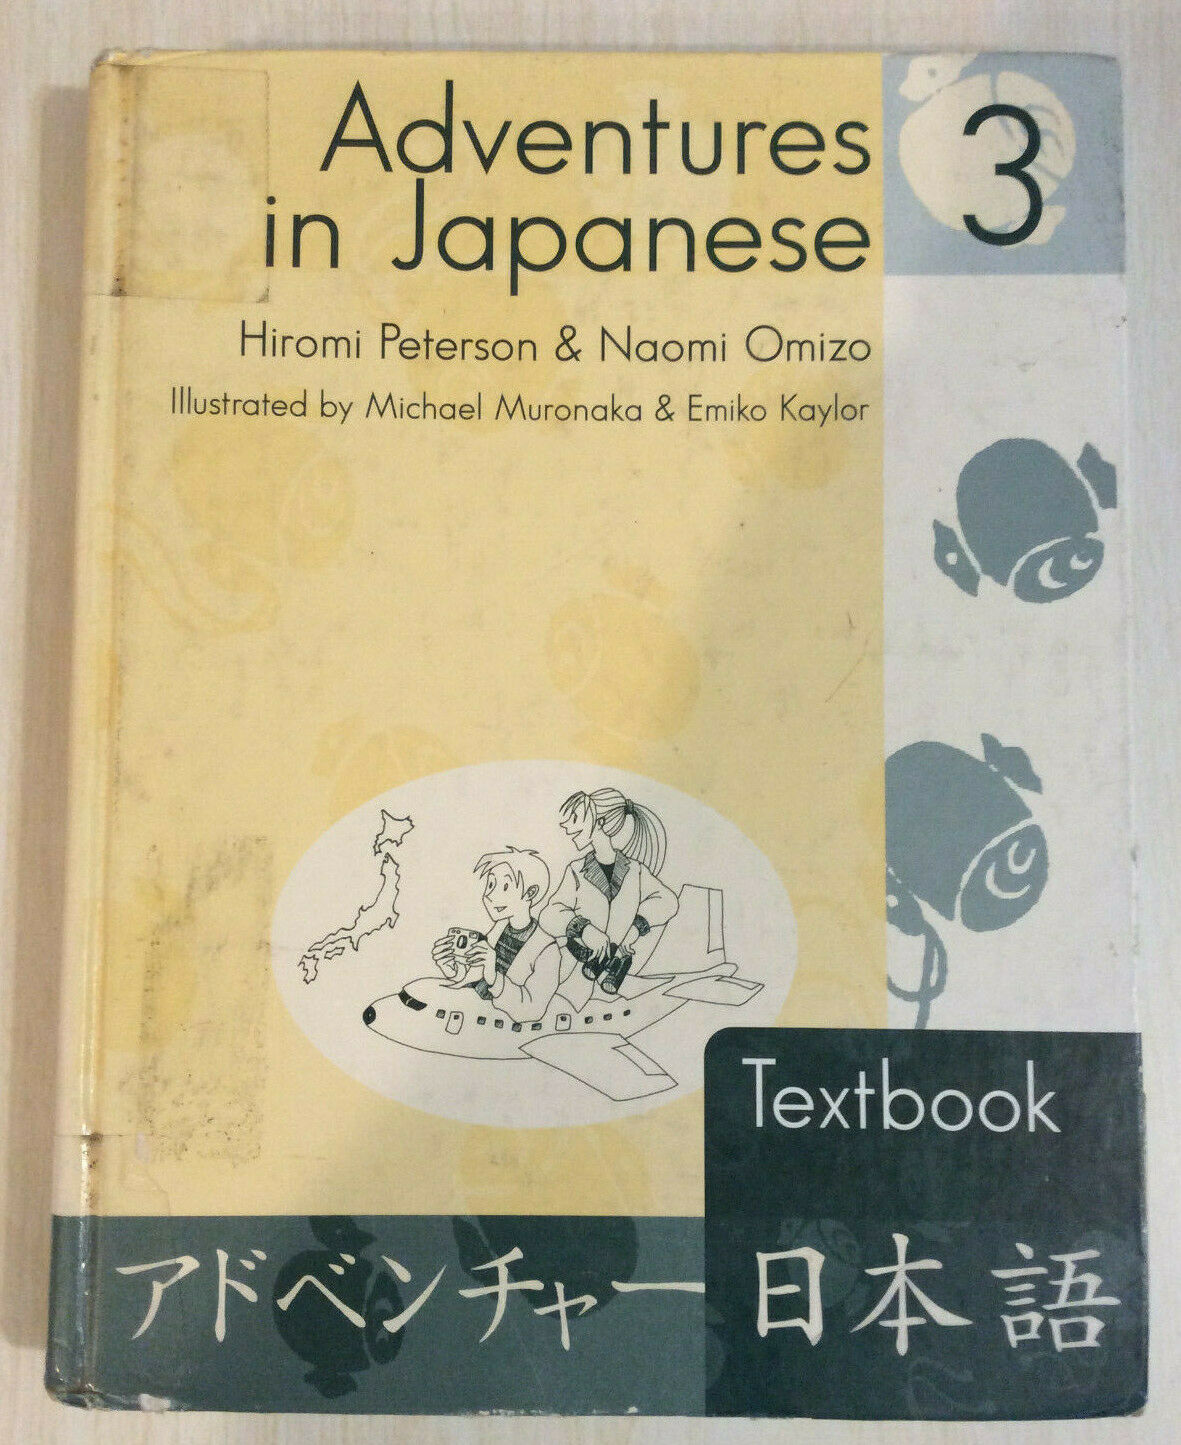 Adventures
in Japanese
3
Hiromi Peterson & Naomi Omizo
Illustrated by Michael Muronaka & Emiko Kaylor
Textbook
アドベンチャー日本語